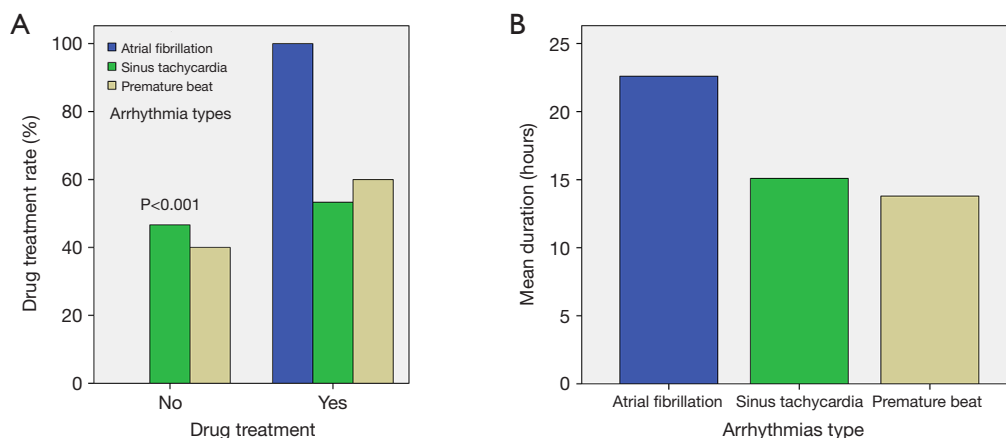 A
Drug treatment rate (%)
100
80
60
40
20
0
Atrial fibrillation
Sinus tachycardia
Premature beat
Arrhythmia types
P<0.001
No
Yes
Drug treatment
B
Mean duration (hours)
25
20
15
10
5
0
Atrial fibrillation
Sinus tachycardia
Premature beat
Arrhythmias type